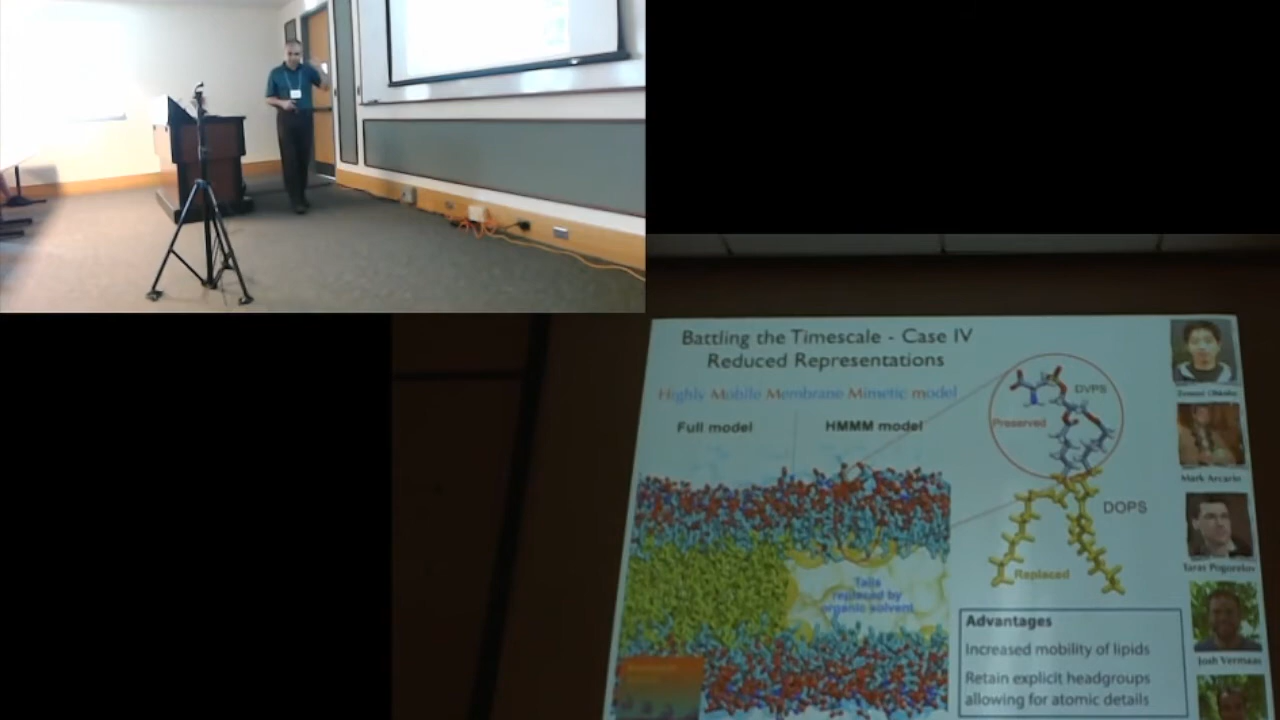 Battling the Timescale - Case IV
Reduced Representations
Highly Mobile Membrane Mimetic model
Full model
HMMM model
DVPS
Preserved
DOPS
Replaced
Tails
replaced by
organic solvent
Advantages
Increased mobility of lipids
Retain explicit headgroups
allowing for atomic details
Mark Arcario
Taras Pogorelov
Josh Vermaas